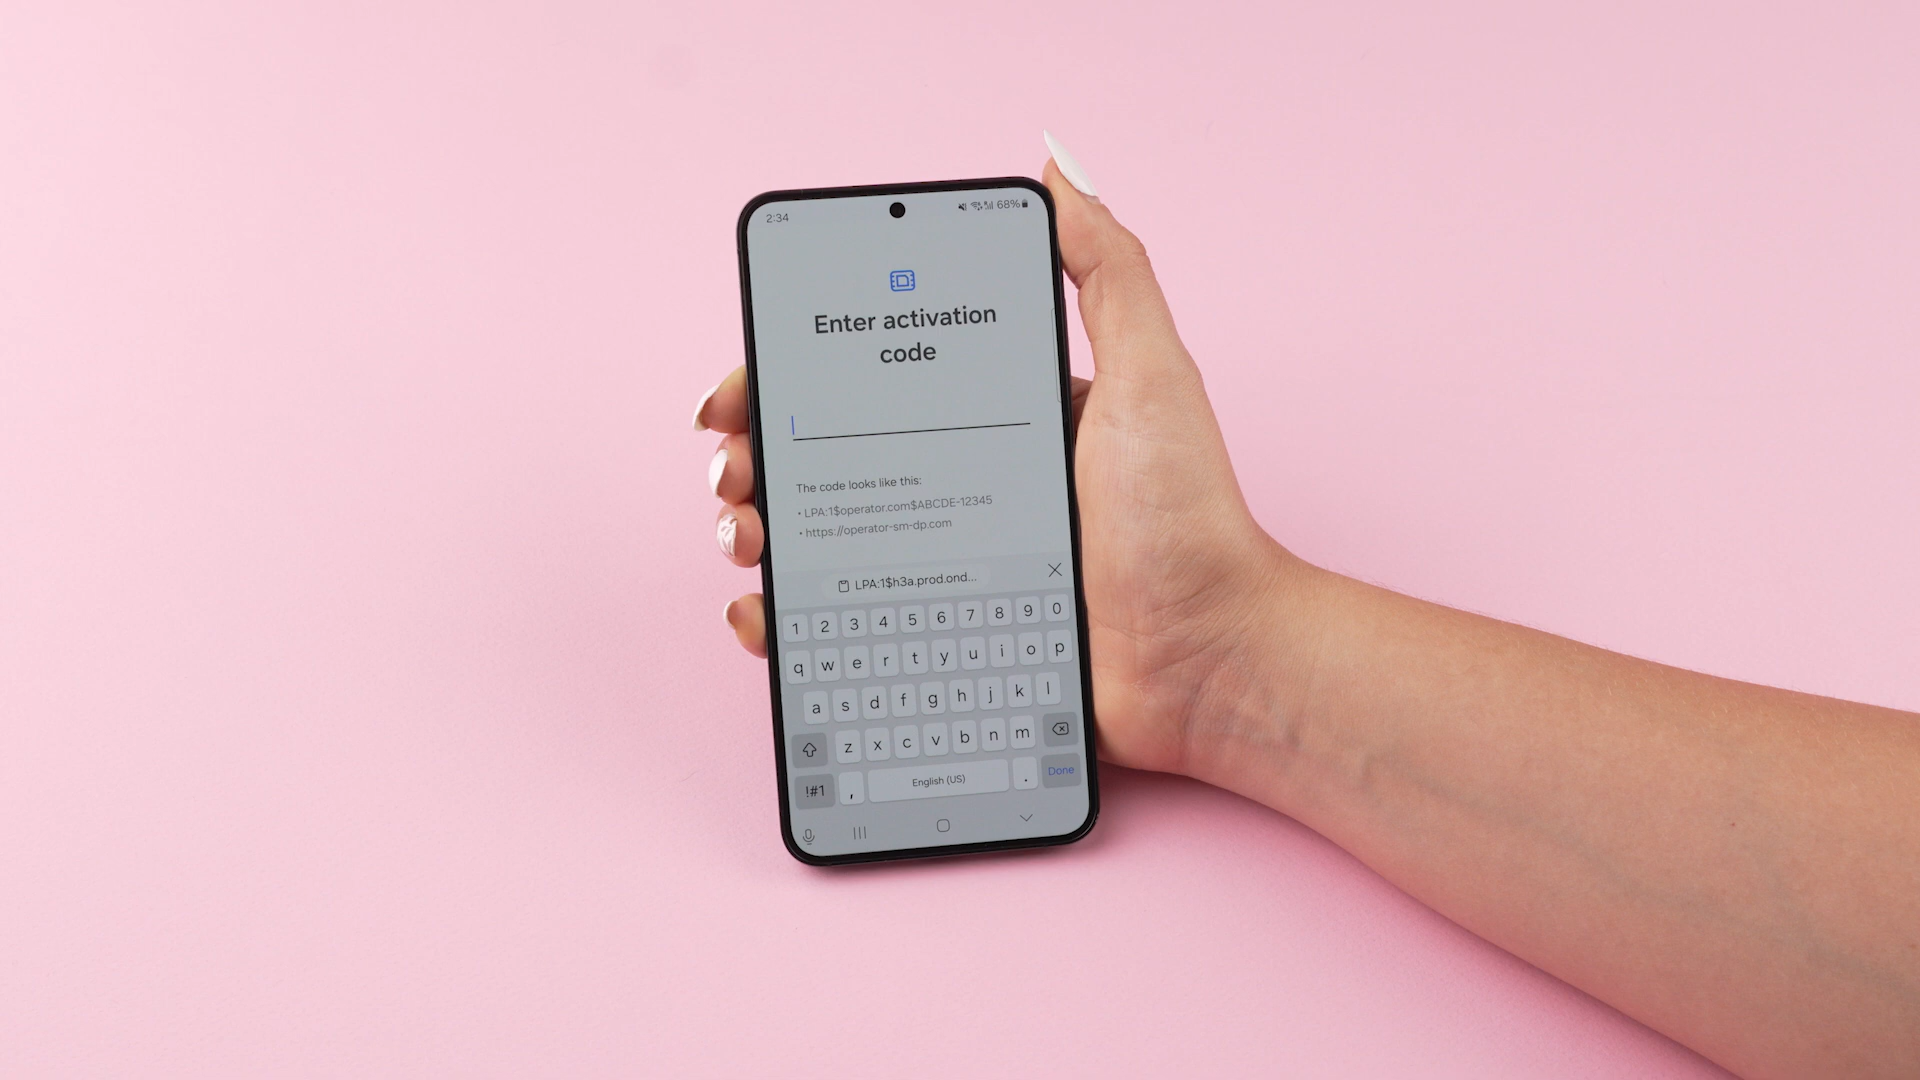 2:34
68%
Enter activation
code
The code looks like this:
• LPA:1$operator.com$ABCDE-12345
• https://operator-sm-dp.com
LPA:1$h3a.prod.ond...
1 2 3 4 5 6 7 8 9 0
q w e r t y u i o p
a s d f g h j k l
z x c v b n m
!#1 , English (US) . Done